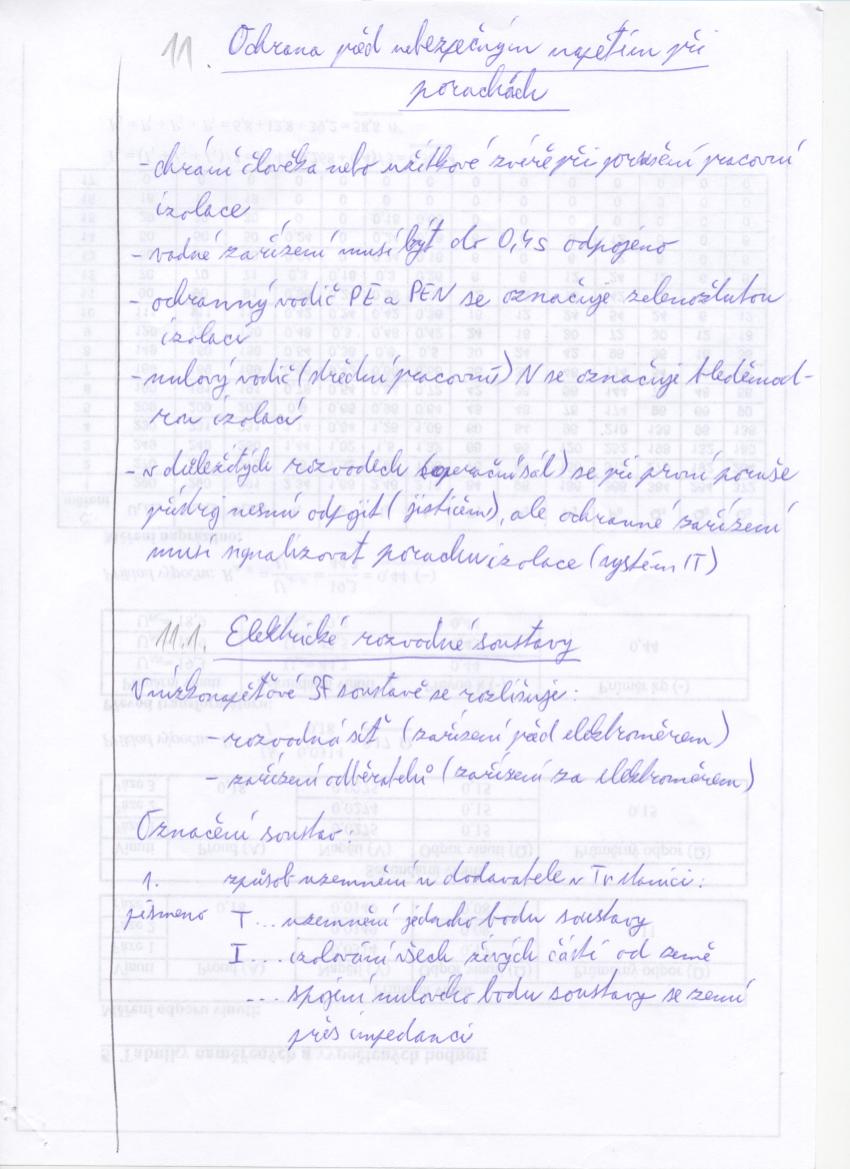 11. Ochrana před nebezpečným napětím při
poruchách
- chrání člověka nebo užitkové zvíře při porušení pracovní
izolace
- vadné zařízení musí být do 0,4s odpojeno
- ochranný vodič PE a PEN se označuje zelenožlutou
izolací
- nulový vodič (střední pracovní) N se označuje bleděmod-
rou izolací
- v důležitých rozvodech (operační sál) se při první poruše
přístroj nesmí odpojit (jističem), ale ochranné zařízení
musí signalizovat poruchu izolace (systém IT)
11.1. Elektrické rozvodné soustavy
V nízkonapěťové 3F soustavě se rozlišuje:
- rozvodná síť (zařízení před elektroměrem)
- zařízení odběratelů (zařízení za elektroměrem)
Označení soustav:
1. způsob uzemnění u dodavatele v Tr stanici:
písmeno T... uzemnění jednoho bodu soustavy
I... izolování všech živých částí od země
... spojení nulového bodu soustavy se zemí
přes impedanci